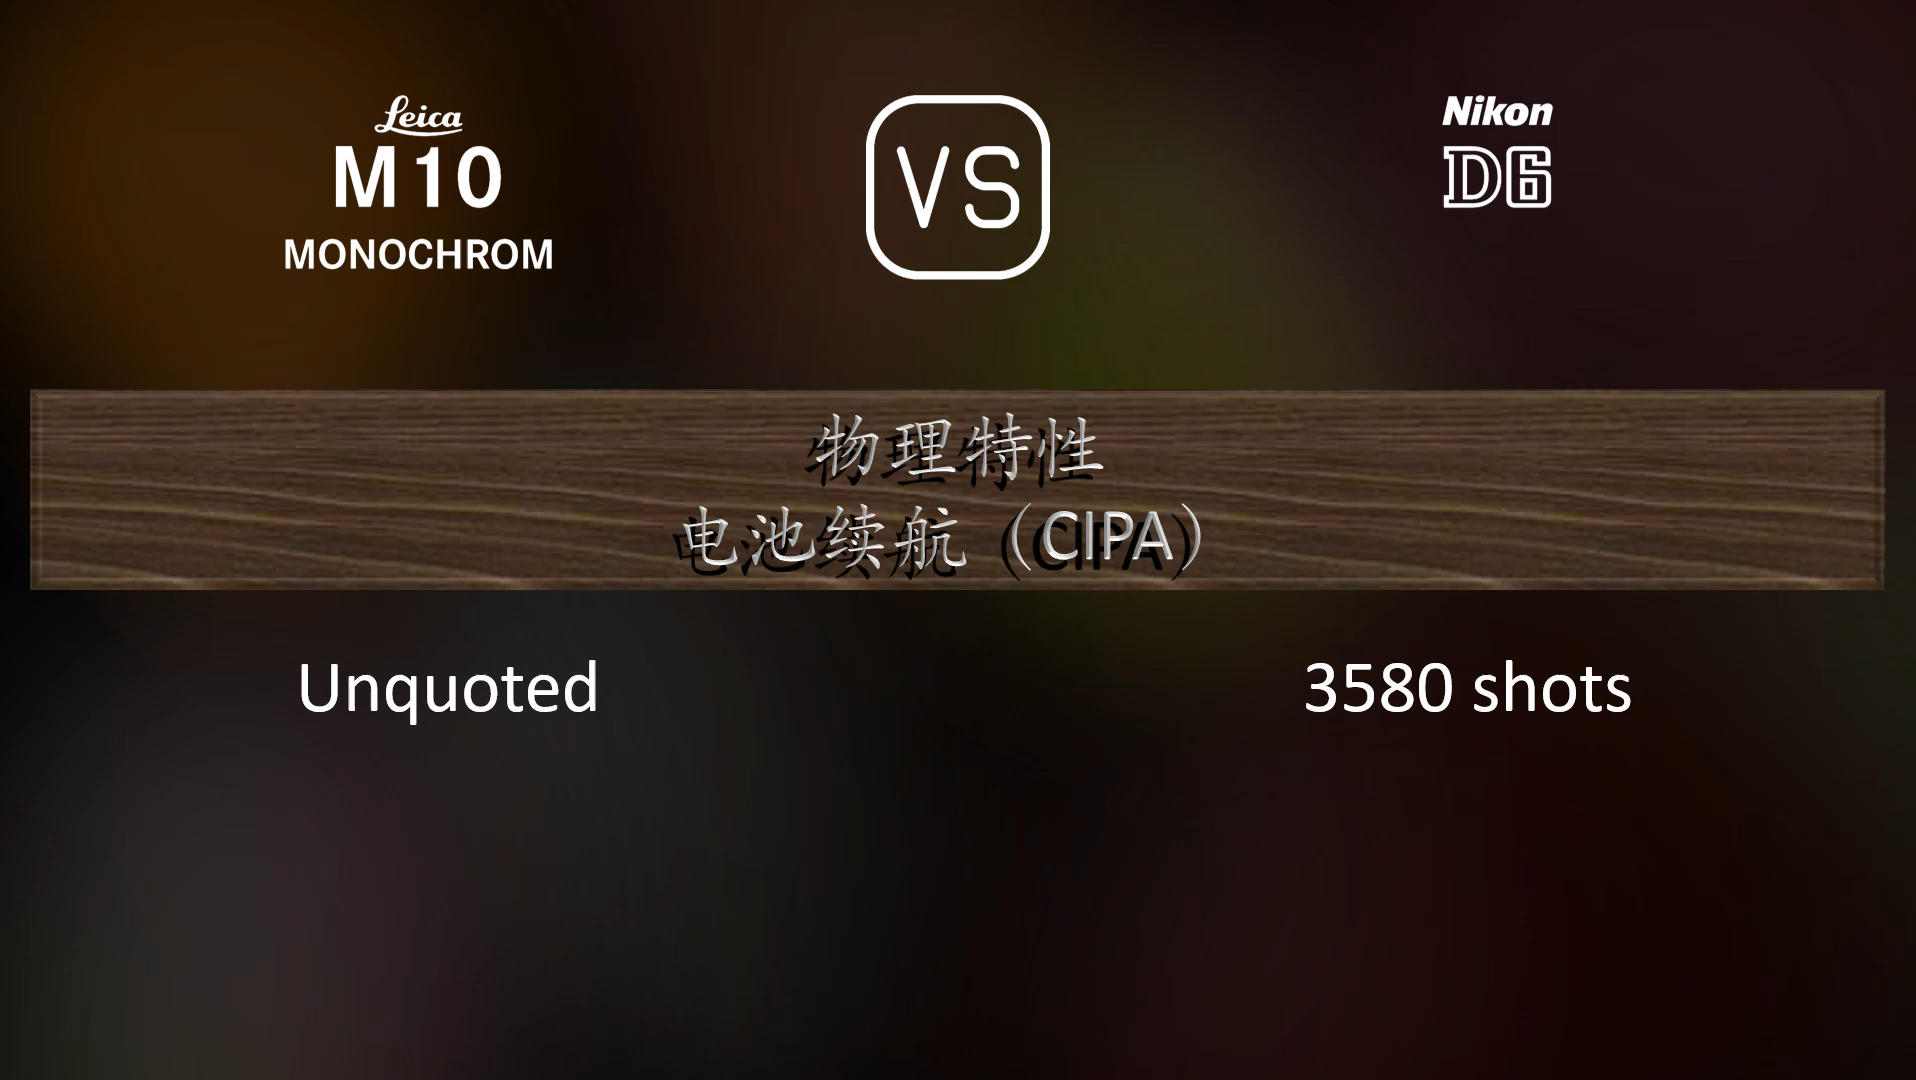 Leica
M10
MONOCHROM
VS
Nikon
D6
物理特性
电池续航（CIPA）
Unquoted
3580 shots